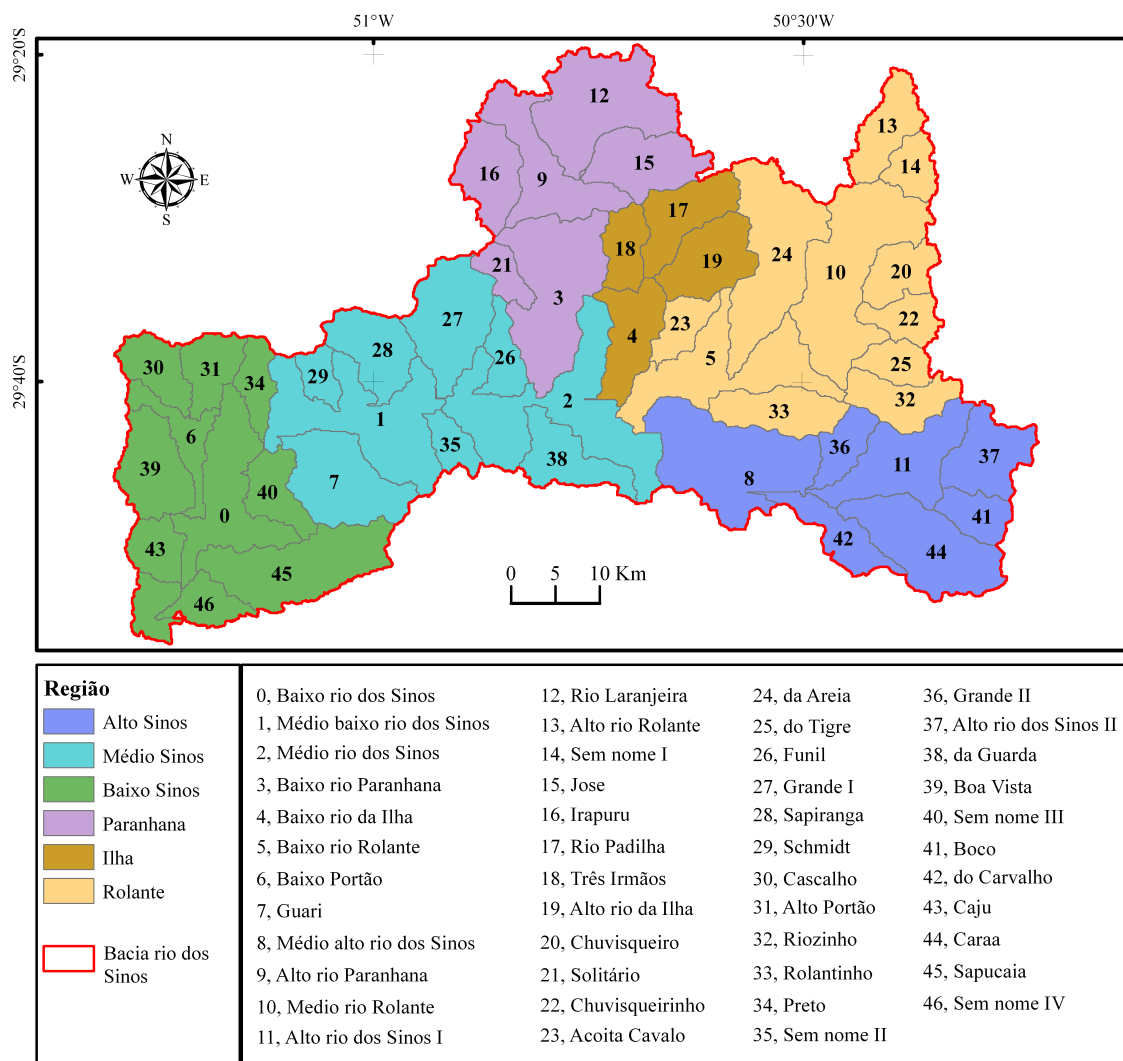 51°W 50°30'W
29°20'S
29°40'S
N
W E
S
12
13
16
9
15
14
17
18
19
24
21
10
20
3
27
22
23
4
28
26
5
30
31
34
29
25
2
32
33
1
6
36
35
39
38
11
37
7
8
40
0
41
42
43
44
45
46
0 5 10 Km
Região
Alto Sinos
Médio Sinos
Baixo Sinos
Paranhana
Ilha
Rolante
Bacia rio dos
Sinos
0, Baixo rio dos Sinos
1, Médio baixo rio dos Sinos
2, Médio rio dos Sinos
3, Baixo rio Paranhana
4, Baixo rio da Ilha
5, Baixo rio Rolante
6, Baixo Portão
7, Guari
8, Médio alto rio dos Sinos
9, Alto rio Paranhana
10, Medio rio Rolante
11, Alto rio dos Sinos I
12, Rio Laranjeira
13, Alto rio Rolante
14, Sem nome I
15, Jose
16, Irapuru
17, Rio Padilha
18, Três Irmãos
19, Alto rio da Ilha
20, Chuvisqueiro
21, Solitário
22, Chuvisqueirinho
23, Acoita Cavalo
24, da Areia
25, do Tigre
26, Funil
27, Grande I
28, Sapiranga
29, Schmidt
30, Cascalho
31, Alto Portão
32, Riozinho
33, Rolantinho
34, Preto
35, Sem nome II
36, Grande II
37, Alto rio dos Sinos II
38, da Guarda
39, Boa Vista
40, Sem nome III
41, Boco
42, do Carvalho
43, Caju
44, Caraa
45, Sapucaia
46, Sem nome IV